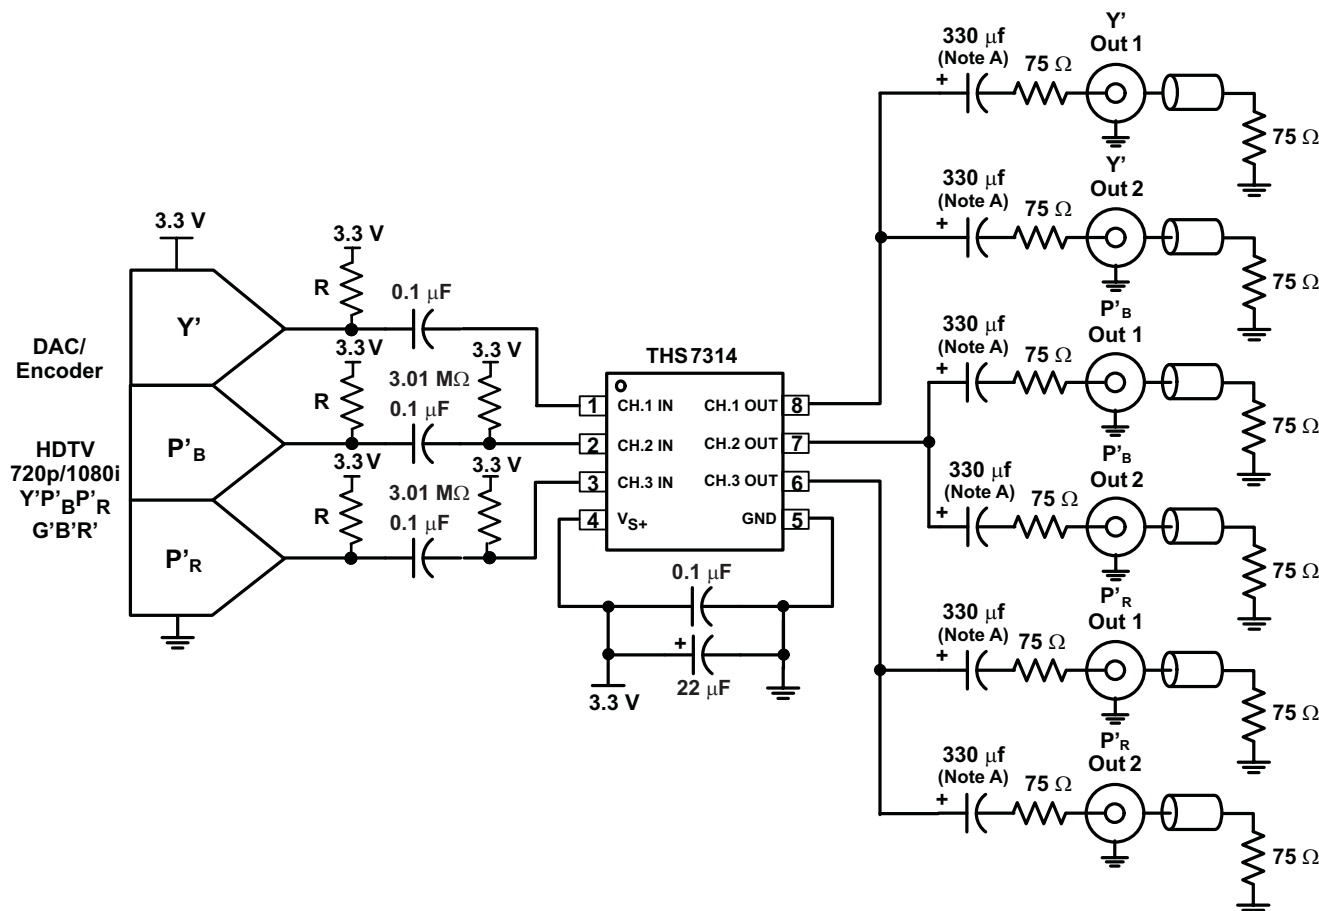 Y'
Out 1
330 µf
(Note A)
75 Ω
+
75 Ω
Y'
Out 2
330 µf
(Note A)
75 Ω
+
75 Ω
3.3 V
3.3 V
R
0.1 µF
Y'
DAC/
Encoder
3.3 V
3.3 V
3.01 MΩ
R
0.1 µF
P'B
HDTV
720p/1080i
Y'P'BP'R
G'B'R'
3.3 V
3.3 V
3.01 MΩ
R
0.1 µF
P'R
THS7314
1 CH.1 IN CH.1 OUT 8
2 CH.2 IN CH.2 OUT 7
3 CH.3 IN CH.3 OUT 6
4 VS+ GND 5
0.1 µF
+
22 µF
3.3 V
P'B
Out 1
330 µf
(Note A)
75 Ω
+
75 Ω
P'B
Out 2
330 µf
(Note A)
75 Ω
+
75 Ω
P'R
Out 1
330 µf
(Note A)
75 Ω
+
75 Ω
P'R
Out 2
330 µf
(Note A)
75 Ω
+
75 Ω